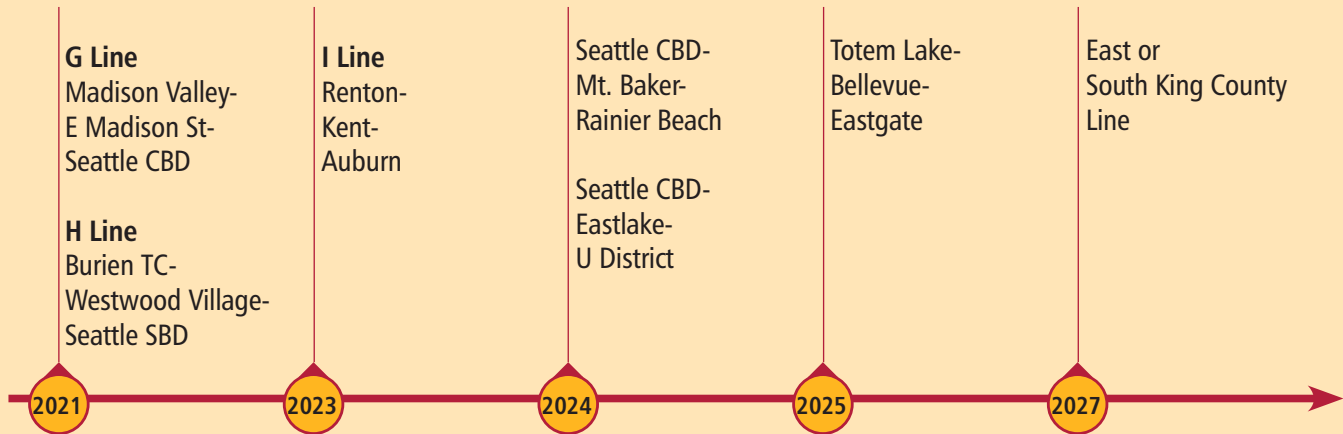 G Line
Madison Valley-
E Madison St-
Seattle CBD
H Line
Burien TC-
Westwood Village-
Seattle SBD
I Line
Renton-
Kent-
Auburn
Seattle CBD-
Mt. Baker-
Rainier Beach
Seattle CBD-
Eastlake-
U District
Totem Lake-
Bellevue-
Eastgate
East or
South King County
Line
2021
2023
2024
2025
2027